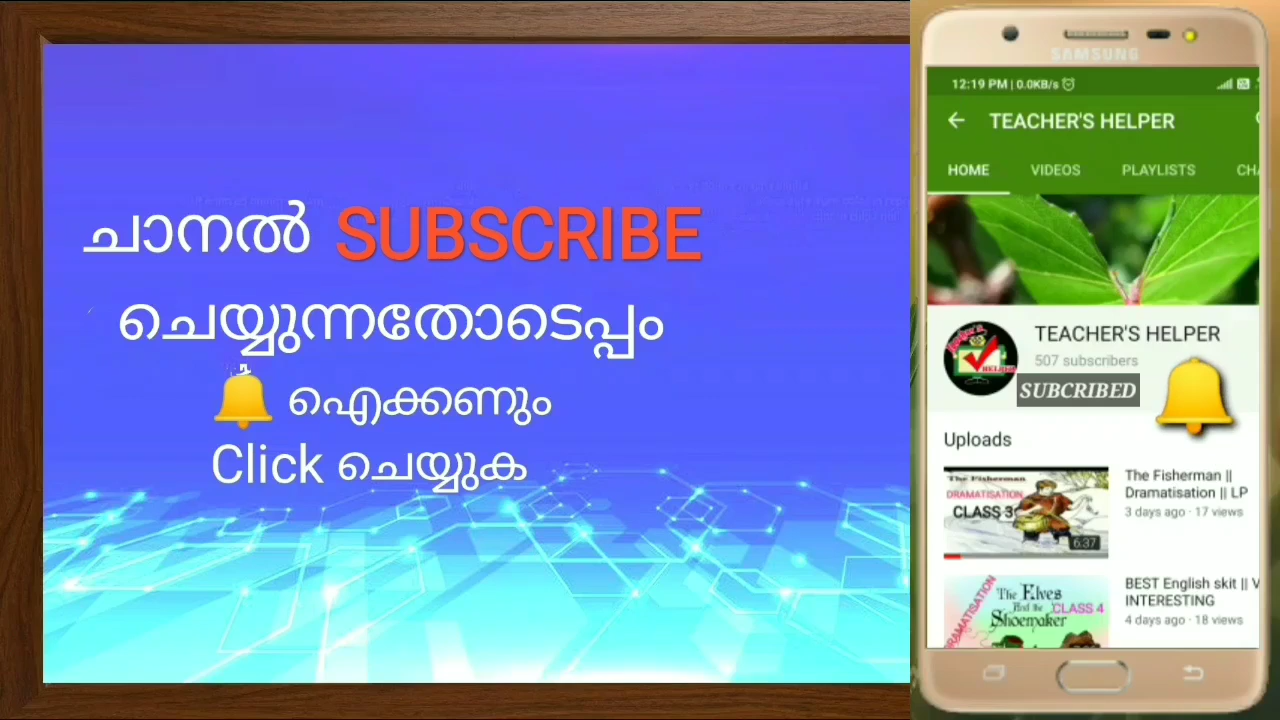 ചാനൽ SUBSCRIBE
ചെയ്യുന്നതോടെപ്പം
🔔 ഐക്കണും
Click ചെയ്യുക
SAMSUNG
12:19 PM | 0.0KB/s
TEACHER'S HELPER
HOME VIDEOS PLAYLISTS CHA
TEACHER'S HELPER
507 subscribers
SUBCRIBED
Uploads
The Fisherman
DRAMATISATION
CLASS 3
6:37
The Fisherman ||
Dramatisation || LP
3 days ago · 17 views
DRAMATISATION
The Elves
And the
Shoemaker
CLASS 4
BEST English skit || V
INTERESTING
4 days ago · 18 views